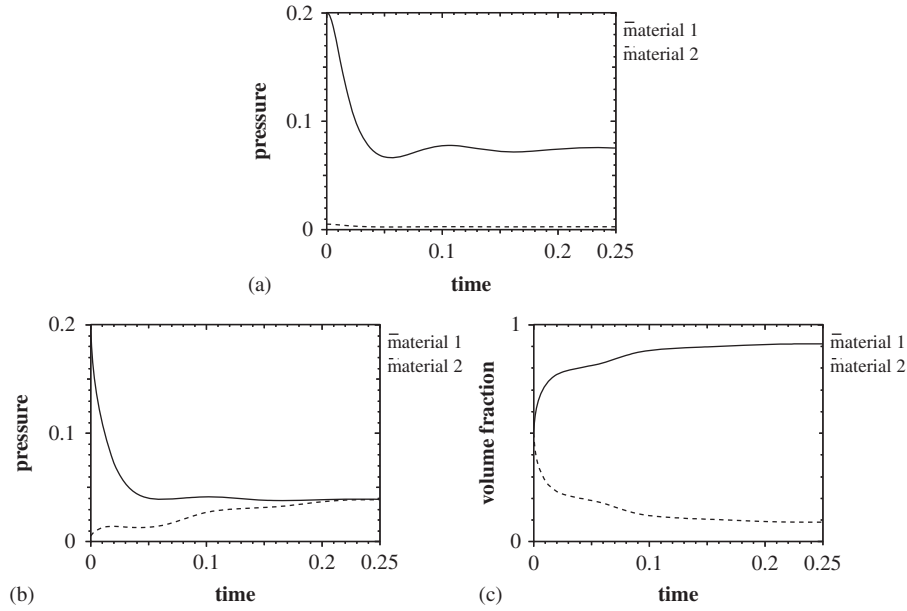 0.2
material 1
material 2
pressure
0.1
0
0 0.1 0.2 0.25
(a) time
0.2
material 1
material 2
pressure
0.1
0
0 0.1 0.2 0.25
(b) time
1
material 1
material 2
volume fraction
0
0 0.1 0.2 0.25
(c) time